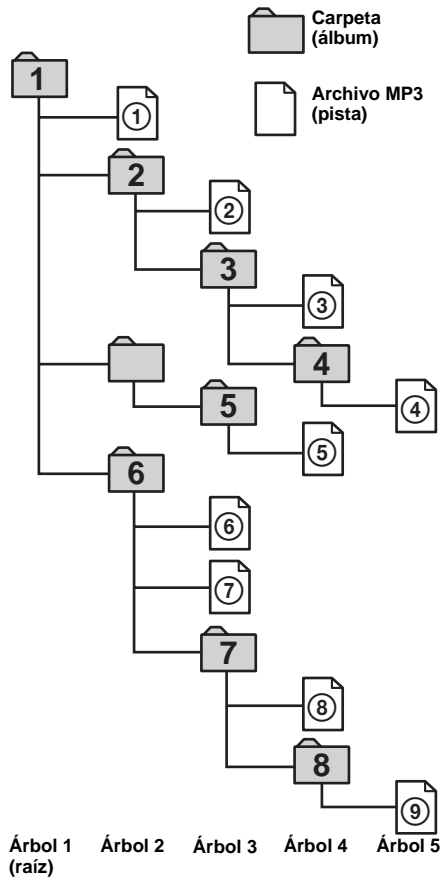 Carpeta
(álbum)
Archivo MP3
(pista)
1
①
2
②
3
③
4
④
5
⑤
6
⑥
⑦
7
⑧
8
⑨
Árbol 1
(raíz)
Árbol 2
Árbol 3
Árbol 4
Árbol 5